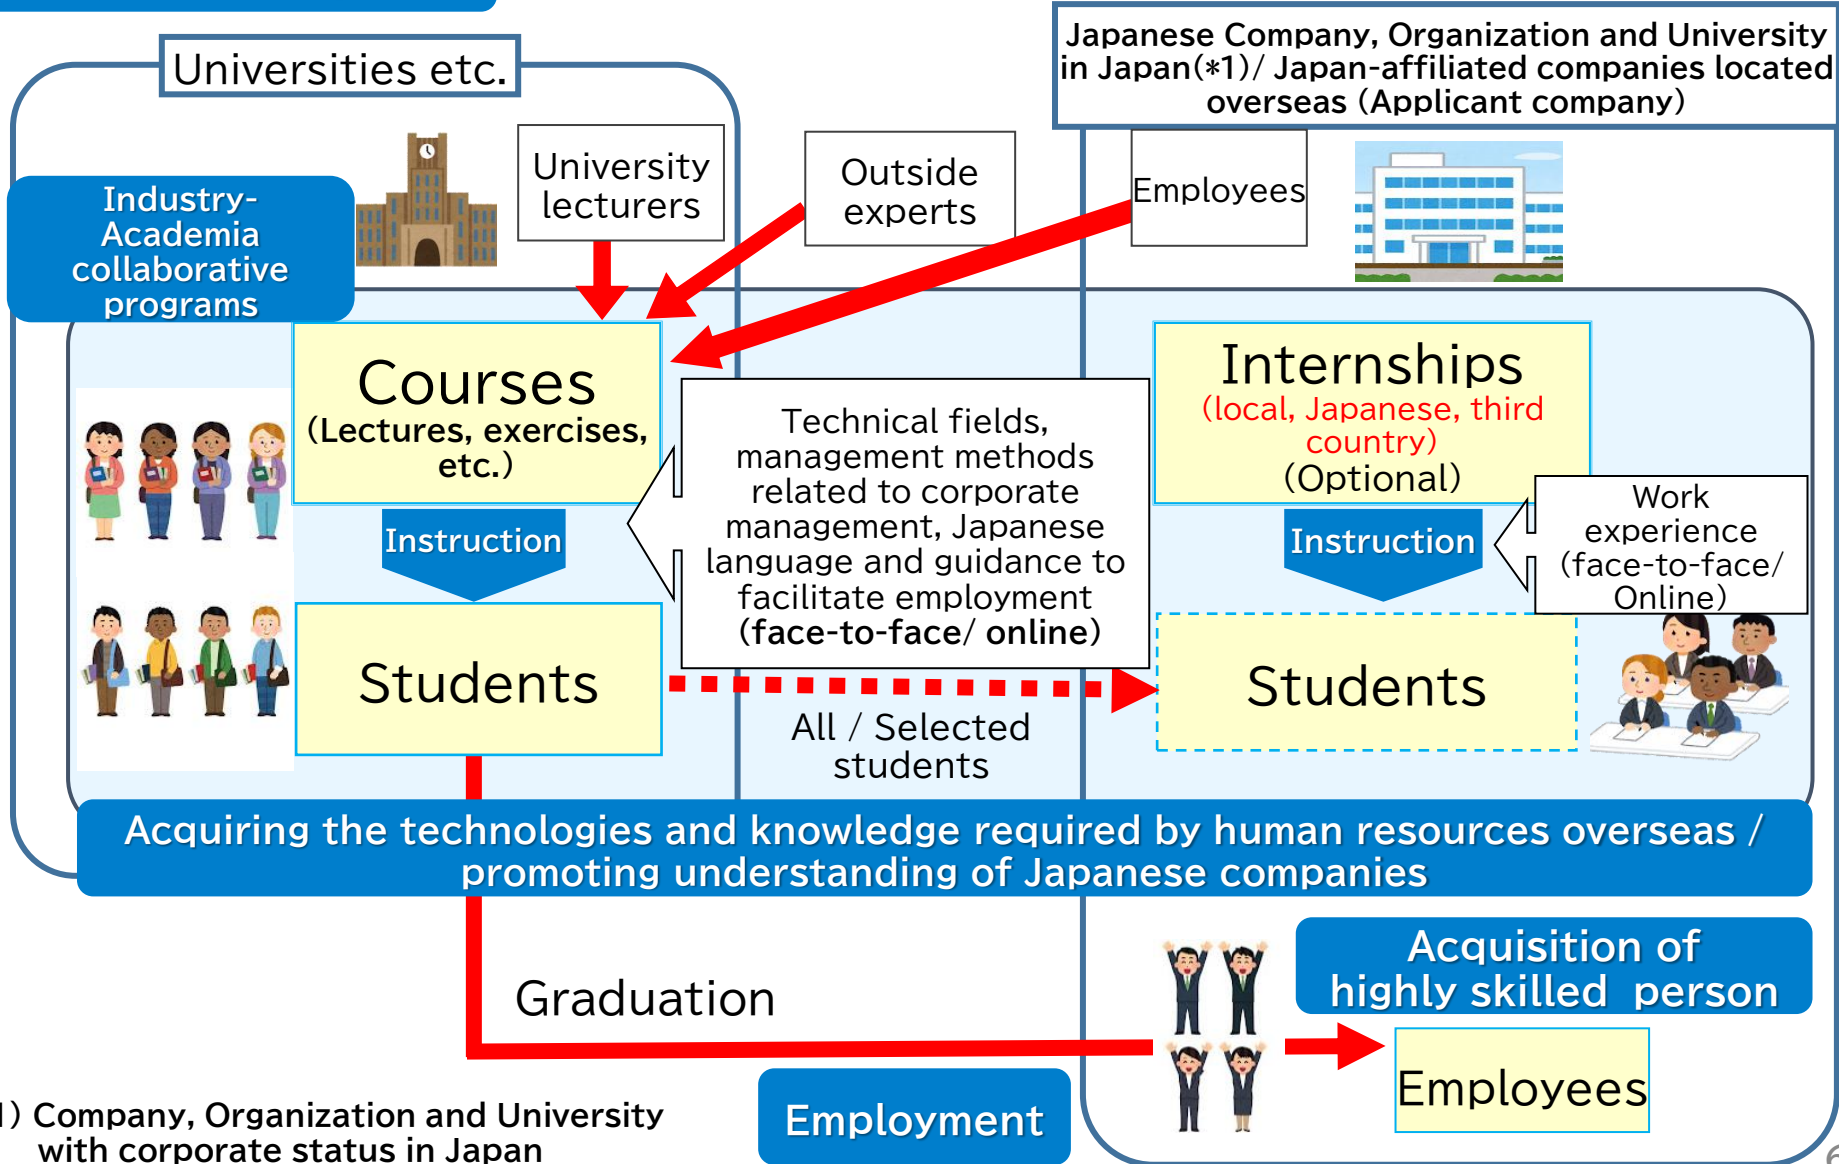 Universities etc.
Japanese Company, Organization and University
in Japan(*1)/ Japan-affiliated companies located
overseas (Applicant company)
Industry-
Academia
collaborative
programs
University
lecturers
Outside
experts
Employees
Courses
(Lectures, exercises,
etc.)
Technical fields,
management methods
related to corporate
management, Japanese
language and guidance to
facilitate employment
(face-to-face/ online)
Internships
(local, Japanese, third
country)
(Optional)
Instruction
Instruction
Work
experience
(face-to-face/
Online)
Students
All / Selected
students
Students
Acquiring the technologies and knowledge required by human resources overseas /
promoting understanding of Japanese companies
Graduation
Acquisition of
highly skilled person
Employees
Employment
1) Company, Organization and University
with corporate status in Japan